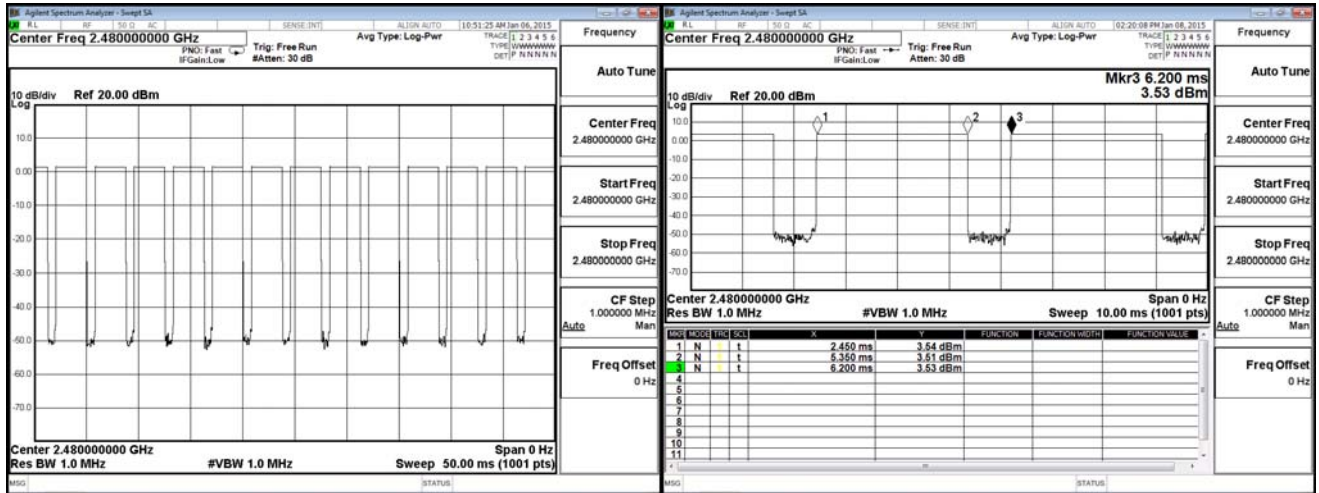 Agilent Spectrum Analyzer - Swept SA
RL RF 50 Ω AC SENSE:INT ALIGN AUTO 10:51:25 AM Jan 06, 2015
Center Freq 2.480000000 GHz
PNO: Fast
IFGain:Low
Trig: Free Run
#Atten: 30 dB
Avg Type: Log-Pwr
TRACE 1 2 3 4 5 6
TYPE WWWWWW
DET P N N N N N
10 dB/div Ref 20.00 dBm
Log
10.0
0.00
-10.0
-20.0
-30.0
-40.0
-50.0
-60.0
-70.0
Center 2.480000000 GHz Span 0 Hz
Res BW 1.0 MHz #VBW 1.0 MHz Sweep 50.00 ms (1001 pts)
MSG STATUS
Frequency
Auto Tune
Center Freq
2.480000000 GHz
Start Freq
2.480000000 GHz
Stop Freq
2.480000000 GHz
CF Step
1.000000 MHz
Auto Man
Freq Offset
0 Hz
Agilent Spectrum Analyzer - Swept SA
RL RF 50 Ω AC SENSE:INT ALIGN AUTO 02:20:08 PM Jan 08, 2015
Center Freq 2.480000000 GHz
PNO: Fast
IFGain:Low
Trig: Free Run
Atten: 30 dB
Avg Type: Log-Pwr
TRACE 1 2 3 4 5 6
TYPE WWWWWW
DET P N N N N N
Mkr3 6.200 ms
3.53 dBm
10 dB/div Ref 20.00 dBm
Log
10.0
0.00
-10.0
-20.0
-30.0
-40.0
-50.0
-60.0
-70.0
1
2
3
Center 2.480000000 GHz Span 0 Hz
Res BW 1.0 MHz #VBW 1.0 MHz Sweep 10.00 ms (1001 pts)
MKR MODE TRC SCL X Y FUNCTION FUNCTION WIDTH FUNCTION VALUE
1 N 1 t 2.450 ms 3.54 dBm
2 N 1 t 5.350 ms 3.51 dBm
3 N 1 t 6.200 ms 3.53 dBm
4
5
6
7
8
9
10
11
MSG STATUS
Frequency
Auto Tune
Center Freq
2.480000000 GHz
Start Freq
2.480000000 GHz
Stop Freq
2.480000000 GHz
CF Step
1.000000 MHz
Auto Man
Freq Offset
0 Hz